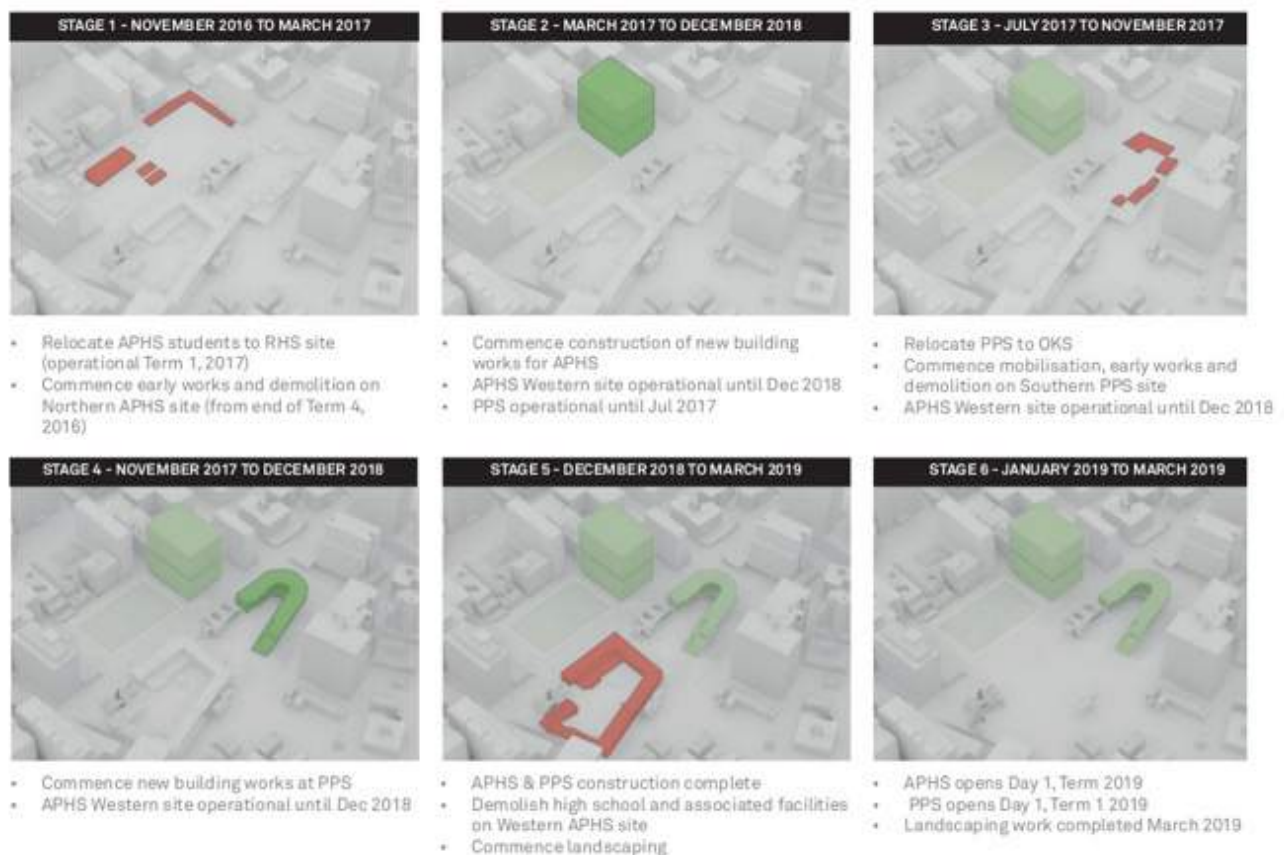 STAGE 1 - NOVEMBER 2016 TO MARCH 2017
• Relocate APHS students to RHS site
(operational Term 1, 2017)
• Commence early works and demolition on
Northern APHS site (from end of Term 4,
2016)
STAGE 2 - MARCH 2017 TO DECEMBER 2018
• Commence construction of new building
works for APHS
• APHS Western site operational until Dec 2018
• PPS operational until Jul 2017
STAGE 3 - JULY 2017 TO NOVEMBER 2017
• Relocate PPS to OKS
• Commence mobilisation, early works and
demolition on Southern PPS site
• APHS Western site operational until Dec 2018
STAGE 4 - NOVEMBER 2017 TO DECEMBER 2018
• Commence new building works at PPS
• APHS Western site operational until Dec 2018
STAGE 5 - DECEMBER 2018 TO MARCH 2019
• APHS & PPS construction complete
• Demolish high school and associated facilities
on Western APHS site
• Commence landscaping
STAGE 6 - JANUARY 2019 TO MARCH 2019
• APHS opens Day 1, Term 2019
• PPS opens Day 1, Term 1 2019
• Landscaping work completed March 2019